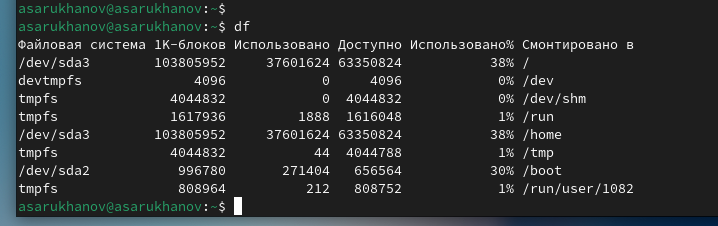 asarukhanov@asarukhanov:~$
asarukhanov@asarukhanov:~$ df
Файловая система 1K-блоков Использовано Доступно Использовано% Смонтировано в
/dev/sda3 103805952 37601624 63350824 38% /
devtmpfs 4096 0 4096 0% /dev
tmpfs 4044832 0 4044832 0% /dev/shm
tmpfs 1617936 1888 1616048 1% /run
/dev/sda3 103805952 37601624 63350824 38% /home
tmpfs 4044832 44 4044788 1% /tmp
/dev/sda2 996780 271404 656564 30% /boot
tmpfs 808964 212 808752 1% /run/user/1082
asarukhanov@asarukhanov:~$